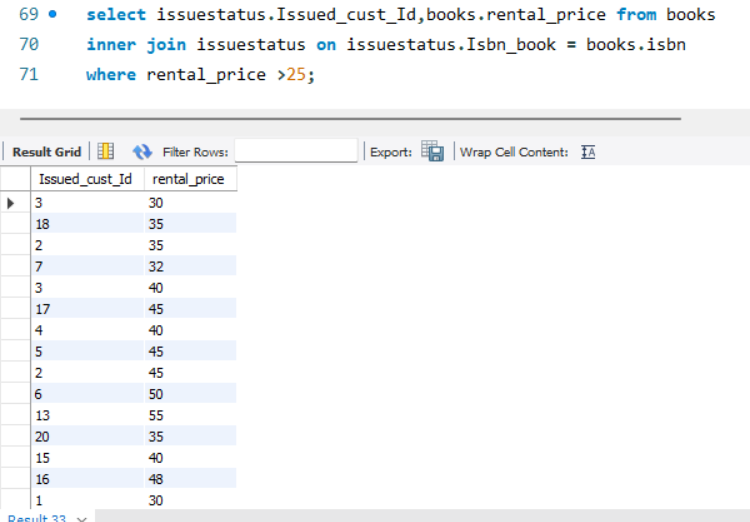 69 select issuestatus.Issued_cust_Id,books.rental_price from books
70 inner join issuestatus on issuestatus.Isbn_book = books.isbn
71 where rental_price >25;
Result Grid Filter Rows: Export: Wrap Cell Content: IA
Issued_cust_Id rental_price
3 30
18 35
2 35
7 32
3 40
17 45
4 40
5 45
2 45
6 50
13 55
20 35
15 40
16 48
1 30
Result 33